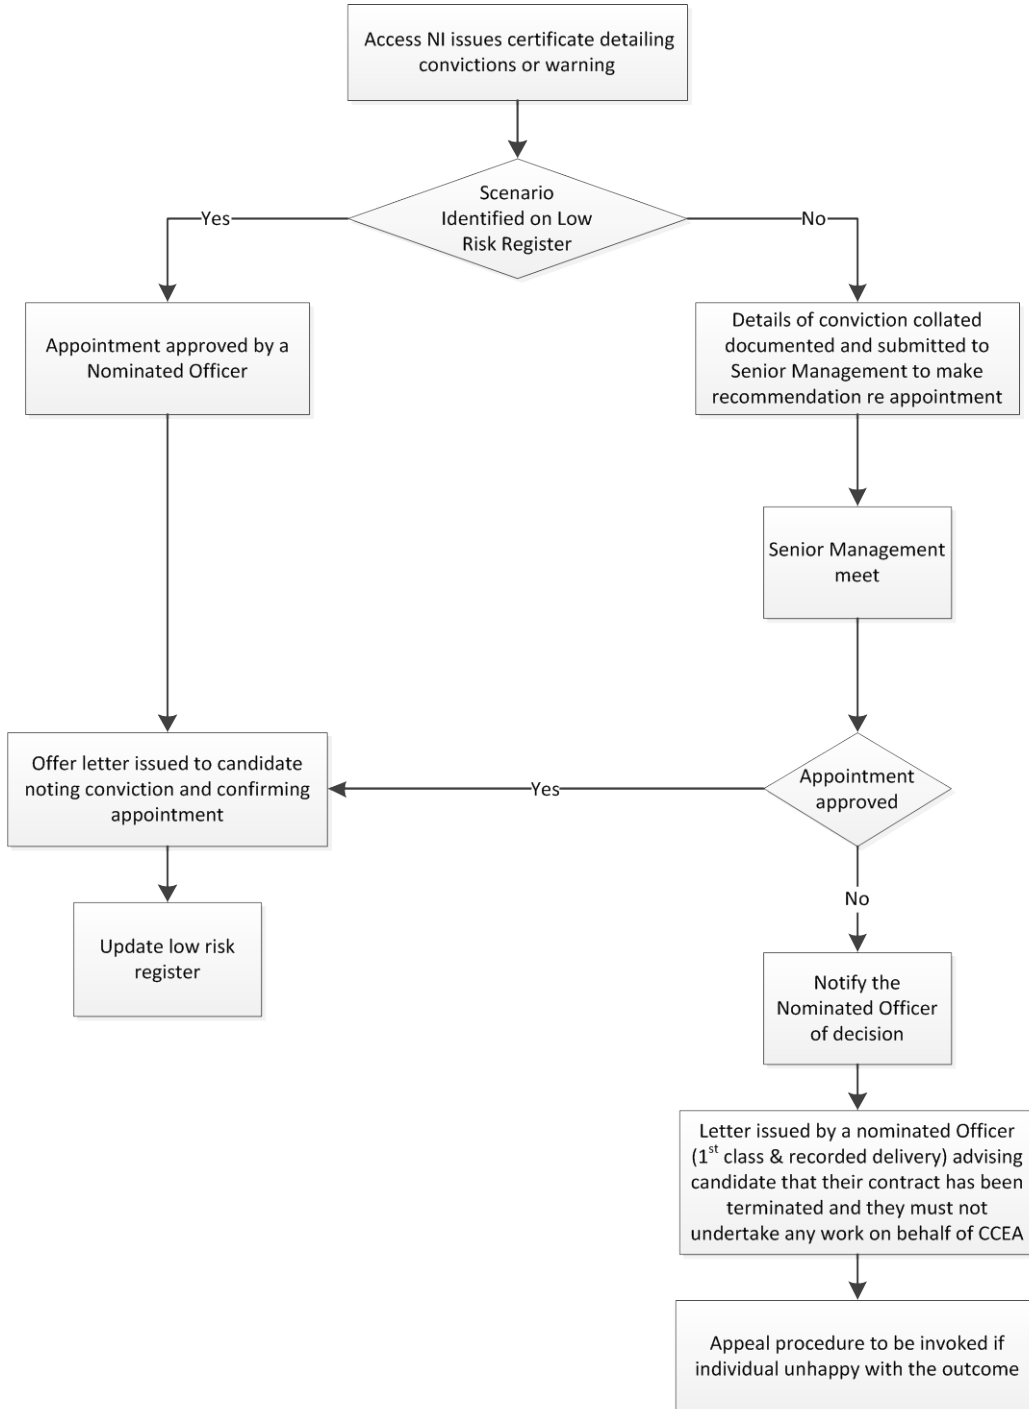 Access NI issues certificate detailing
convictions or warning
Scenario
Identified on Low
Risk Register
Yes
No
Appointment approved by a
Nominated Officer
Details of conviction collated
documented and submitted to
Senior Management to make
recommendation re appointment
Senior Management
meet
Offer letter issued to candidate
noting conviction and confirming
appointment
Yes
Appointment
approved
No
Update low risk
register
Notify the
Nominated Officer
of decision
Letter issued by a nominated Officer
(1st class & recorded delivery) advising
candidate that their contract has been
terminated and they must not
undertake any work on behalf of CCEA
Appeal procedure to be invoked if
individual unhappy with the outcome